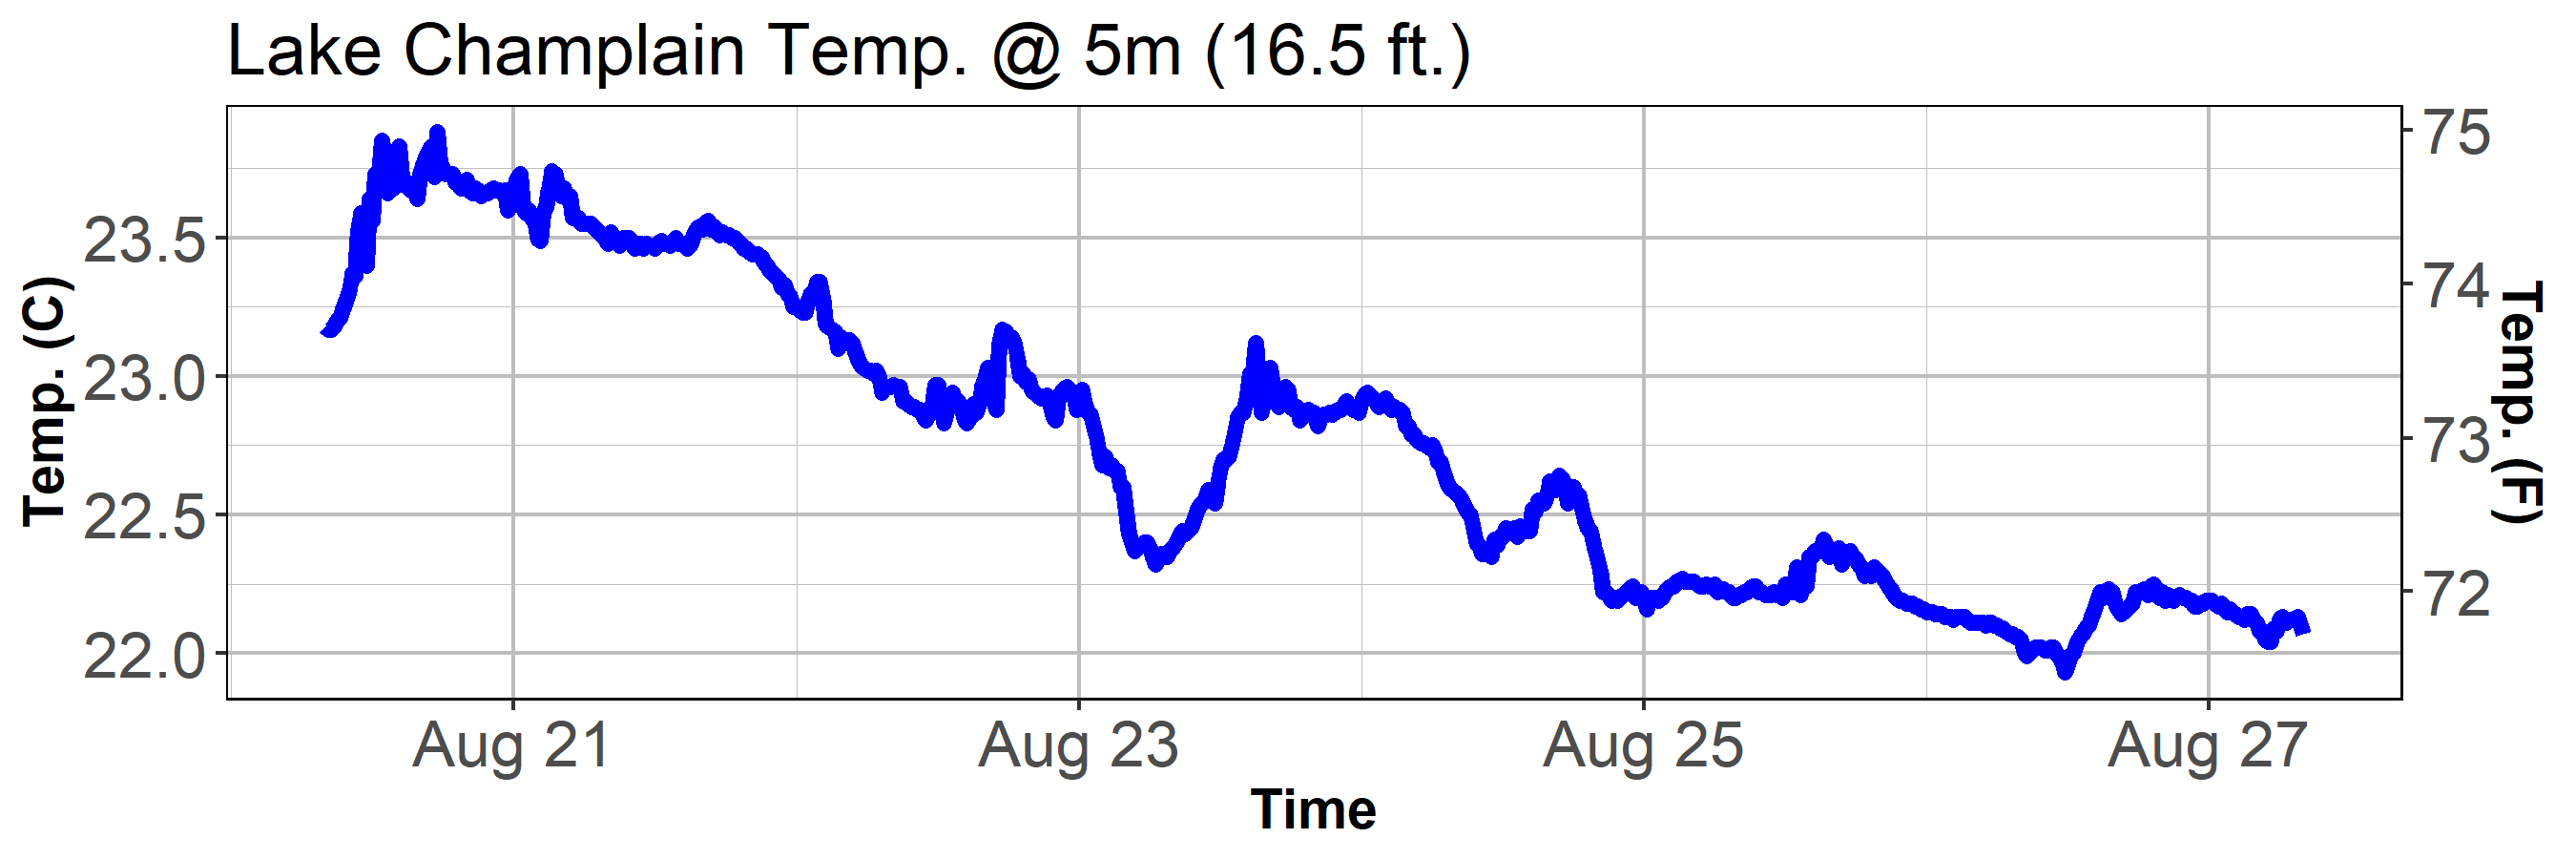 Lake Champlain Temp. @ 5m (16.5 ft.)
Temp. (C)
23.5
23.0
22.5
22.0
75
74
73
72
Temp. (F)
Aug 21
Aug 23
Aug 25
Aug 27
Time